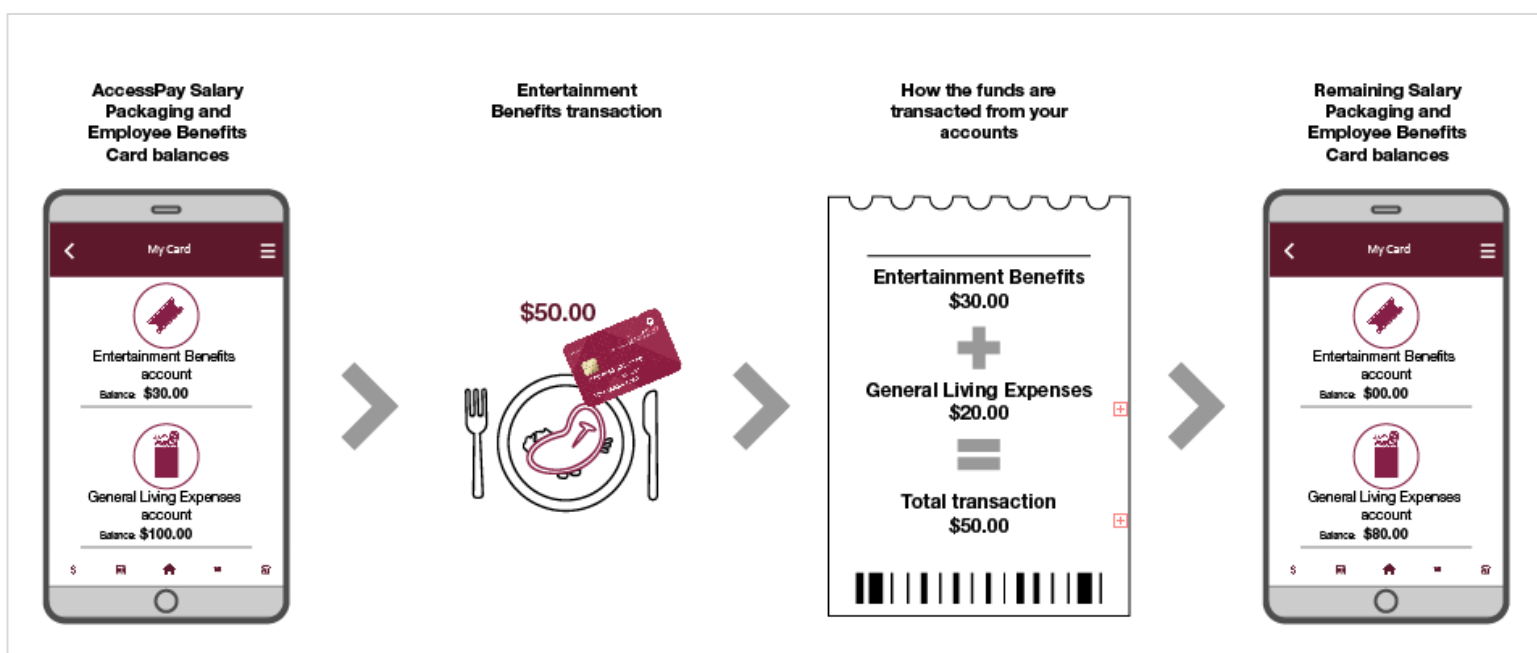 AccessPay Salary
Packaging and
Employee Benefits
Card balances
My Card
Entertainment Benefits
account
Balance: $30.00
General Living Expenses
account
Balance: $100.00
$
Entertainment
Benefits transaction
$50.00
How the funds are
transacted from your
accounts
Entertainment Benefits
$30.00
+
General Living Expenses
$20.00
=
Total transaction
$50.00
Remaining Salary
Packaging and
Employee Benefits
Card balances
My Card
Entertainment Benefits
account
Balance: $00.00
General Living Expenses
account
Balance: $80.00
$